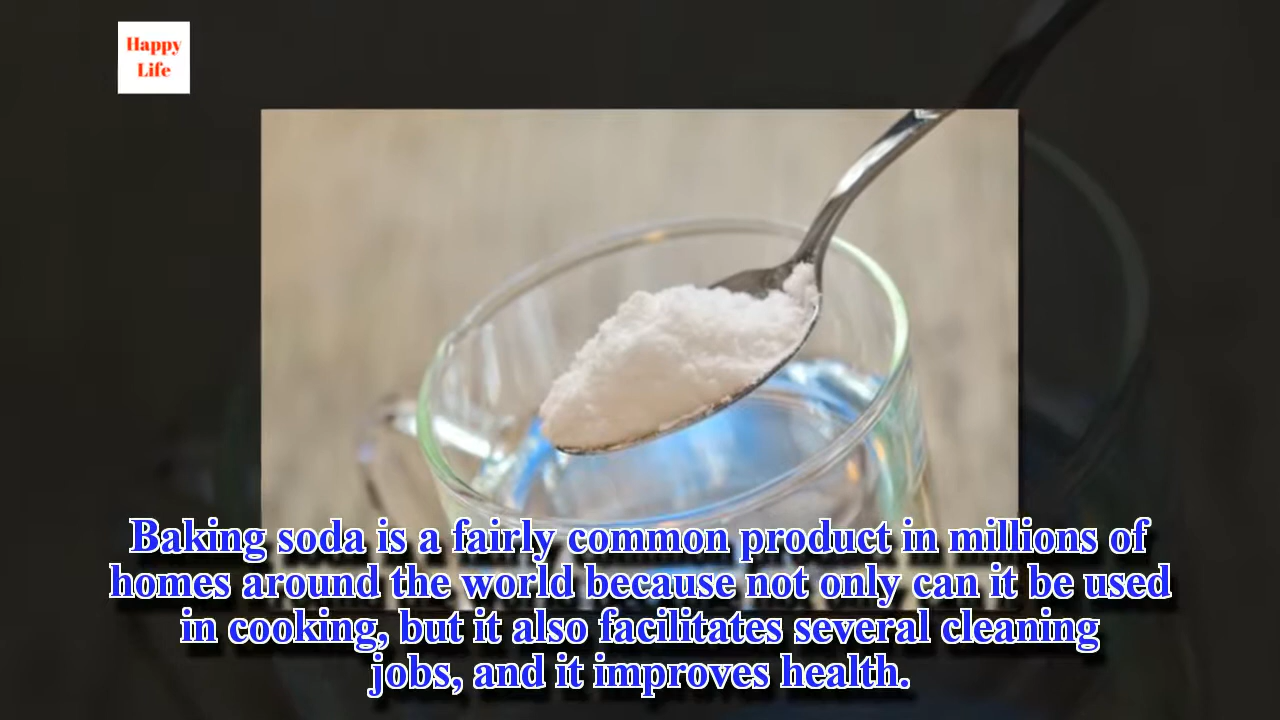 Happy
Life
Baking soda is a fairly common product in millions of
homes around the world because not only can it be used
in cooking, but it also facilitates several cleaning
jobs, and it improves health.